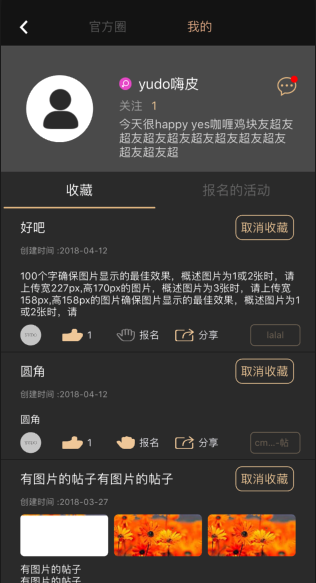 官方圈 我的
yudo嗨皮
关注 1
今天很happy yes咖喱鸡块友超友
超友超友超友超友超友超友超友
超友超友超
收藏 报名的活动
好吧 取消收藏
创建时间 :2018-04-12
100个字确保图片显示的最佳效果，概述图片为1或2张时，请
上传宽227px,高170px的图片，概述图片为3张时，请上传宽
158px,高158px的图片确保图片显示的最佳效果，概述图片为1
或2张时，请
1 报名 分享 lalal
圆角 取消收藏
创建时间 :2018-04-12
圆角
1 报名 分享 cm...-帖
有图片的帖子有图片的帖子 取消收藏
创建时间 :2018-03-27
有图片的帖子
有图片的帖子